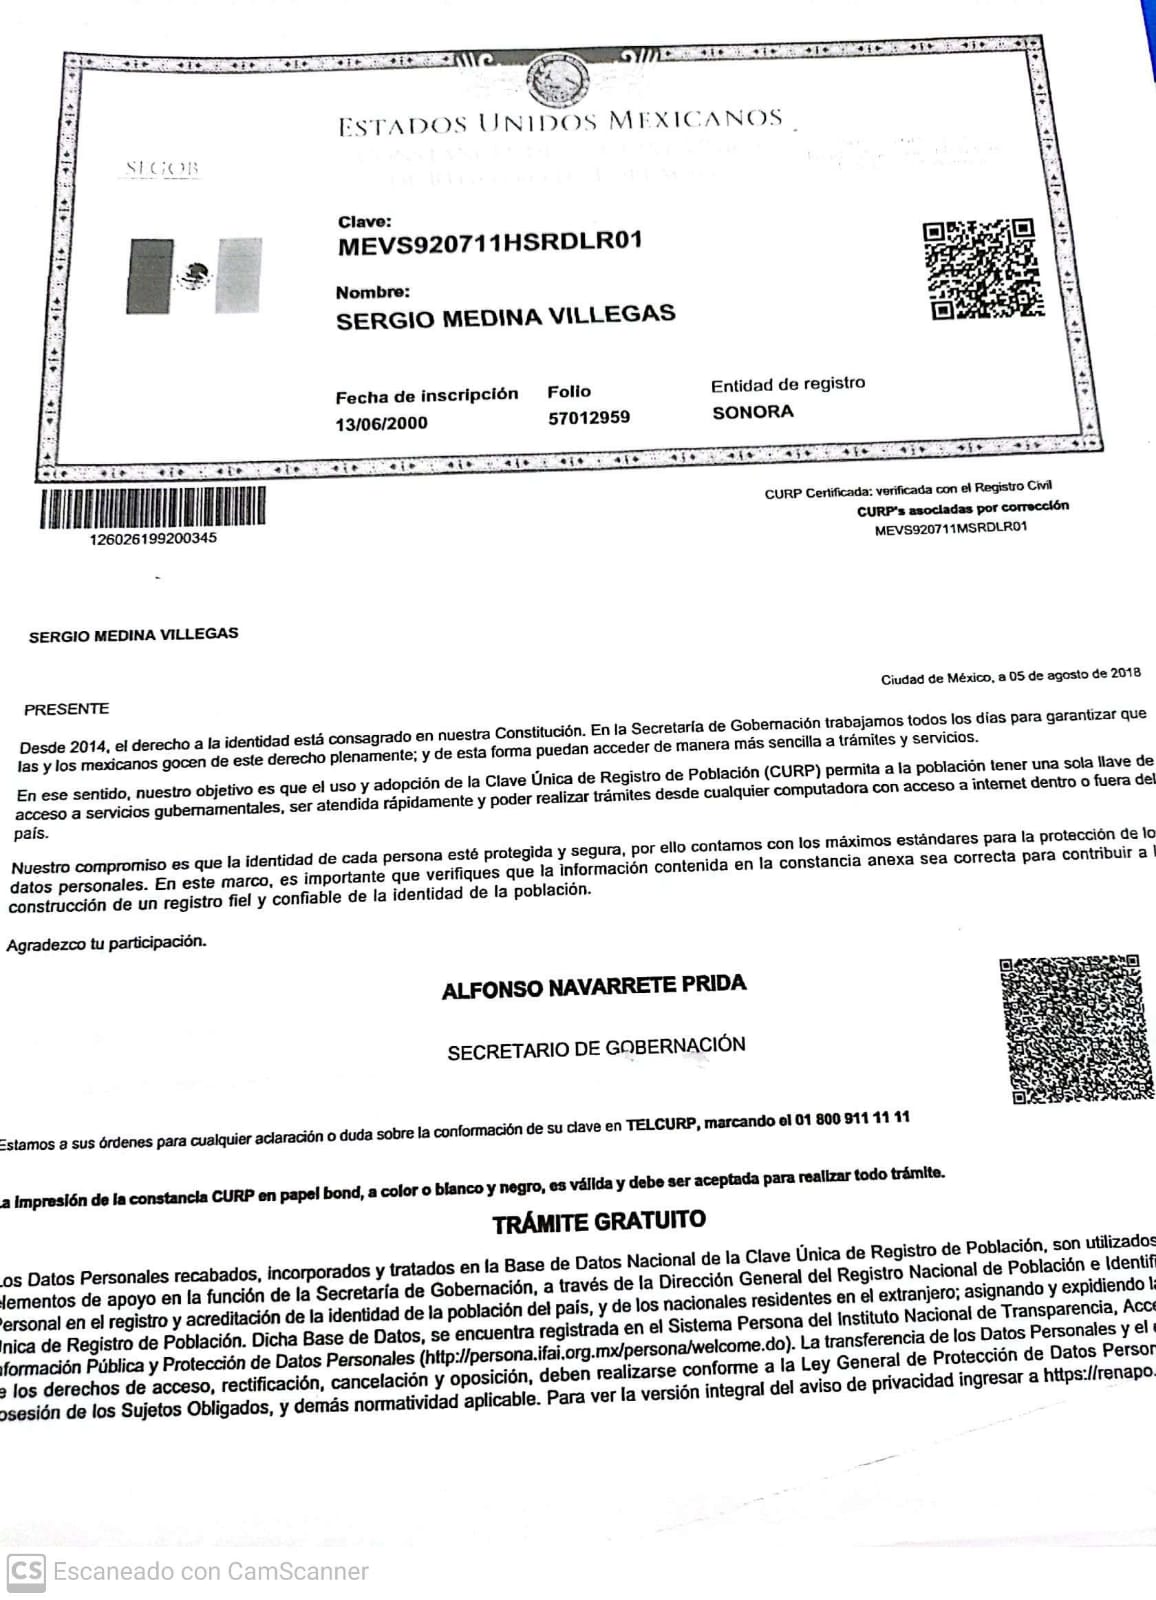 ESTADOS UNIDOS MEXICANOS
SEGOB
Clave:
MEVS920711HSRDLR01
Nombre:
SERGIO MEDINA VILLEGAS
Fecha de inscripción Folio Entidad de registro
13/06/2000 57012959 SONORA
126026199200345
CURP Certificada: verificada con el Registro Civil
CURP's asociadas por corrección
MEVS920711MSRDLR01
SERGIO MEDINA VILLEGAS
Ciudad de México, a 05 de agosto de 2018
PRESENTE
Desde 2014, el derecho a la identidad está consagrado en nuestra Constitución. En la Secretaría de Gobernación trabajamos todos los días para garantizar que
las y los mexicanos gocen de este derecho plenamente; y de esta forma puedan acceder de manera más sencilla a trámites y servicios.
En ese sentido, nuestro objetivo es que el uso y adopción de la Clave Única de Registro de Población (CURP) permita a la población tener una sola llave de
acceso a servicios gubernamentales, ser atendida rápidamente y poder realizar trámites desde cualquier computadora con acceso a internet dentro o fuera del
país.
Nuestro compromiso es que la identidad de cada persona esté protegida y segura, por ello contamos con los máximos estándares para la protección de lo
datos personales. En este marco, es importante que verifiques que la información contenida en la constancia anexa sea correcta para contribuir a l
construcción de un registro fiel y confiable de la identidad de la población.
Agradezco tu participación.
ALFONSO NAVARRETE PRIDA
SECRETARIO DE GOBERNACIÓN
Estamos a sus órdenes para cualquier aclaración o duda sobre la conformación de su clave en TELCURP, marcando el 01 800 911 11 11
La impresión de la constancia CURP en papel bond, a color o blanco y negro, es válida y debe ser aceptada para realizar todo trámite.
TRÁMITE GRATUITO
Los Datos Personales recabados, incorporados y tratados en la Base de Datos Nacional de la Clave Única de Registro de Población, son utilizados
elementos de apoyo en la función de la Secretaría de Gobernación, a través de la Dirección General del Registro Nacional de Población e Identifi
Personal en el registro y acreditación de la identidad de la población del país, y de los nacionales residentes en el extranjero; asignando y expidiendo la
Única de Registro de Población. Dicha Base de Datos, se encuentra registrada en el Sistema Persona del Instituto Nacional de Transparencia, Acce
nformación Pública y Protección de Datos Personales (http://persona.ifai.org.mx/persona/welcome.do). La transferencia de los Datos Personales y el
e los derechos de acceso, rectificación, cancelación y oposición, deben realizarse conforme a la Ley General de Protección de Datos Person
osesión de los Sujetos Obligados, y demás normatividad aplicable. Para ver la versión integral del aviso de privacidad ingresar a https://renapo.
CS Escaneado con CamScanner